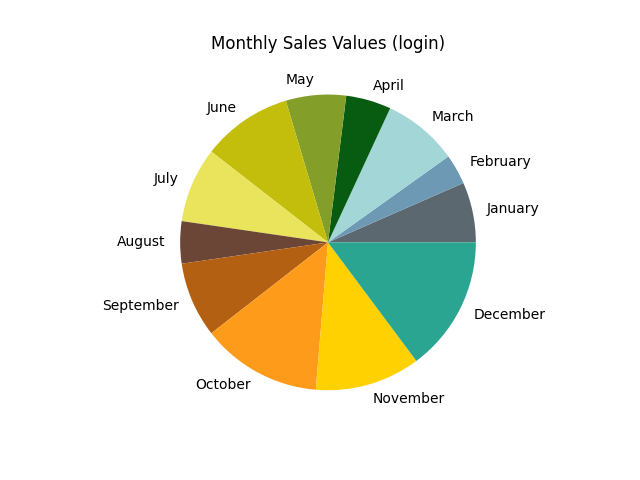 Monthly Sales Values (login)
May
April
June
March
February
July
January
August
September
December
October
November